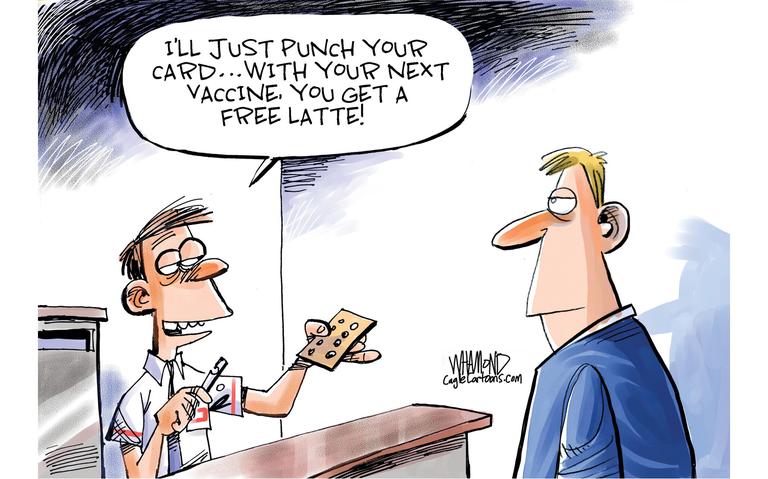 I'LL JUST PUNCH YOUR
CARD...WITH YOUR NEXT
VACCINE, YOU GET A
FREE LATTE!
WHAMOND
CagleCartoons.com